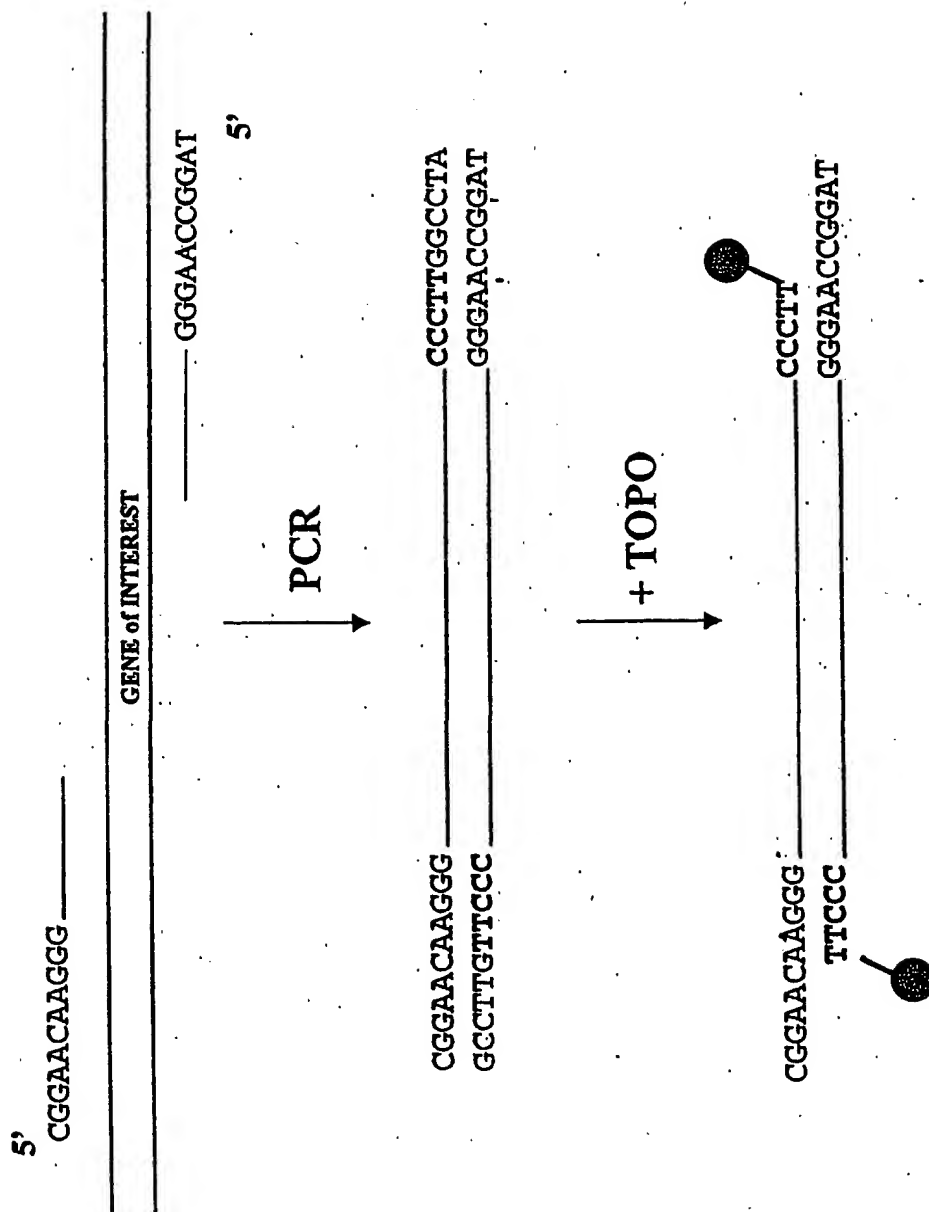 5'
CGGAACAAGGG
GENE of INTEREST
GGGAACCGGAT
5'
PCR
CGGAACAAGGG CCCTTGGCCTA
GCCTTGTTCCC GGGAACCGGAT
+ TOPO
CGGAACAAGGG CCCTT
TTCCC GGGAACCGGAT